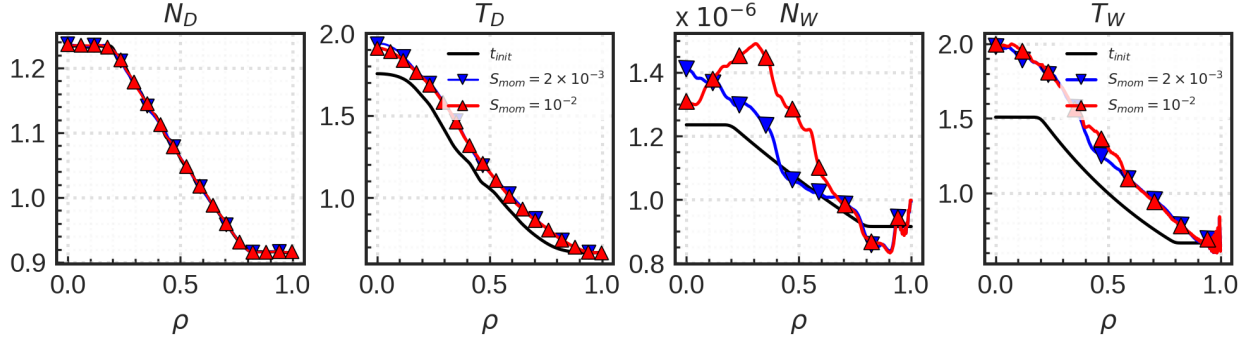 N_D
1.2
1.1
1.0
0.9
0.0 0.5 1.0
ρ
T_D
2.0
1.5
1.0
0.0 0.5 1.0
ρ
t_init
S_mom = 2 × 10⁻³
S_mom = 10⁻²
x 10⁻⁶
N_W
1.4
1.2
1.0
0.8
0.0 0.5 1.0
ρ
T_W
2.0
1.5
1.0
0.0 0.5 1.0
ρ
t_init
S_mom = 2 × 10⁻³
S_mom = 10⁻²